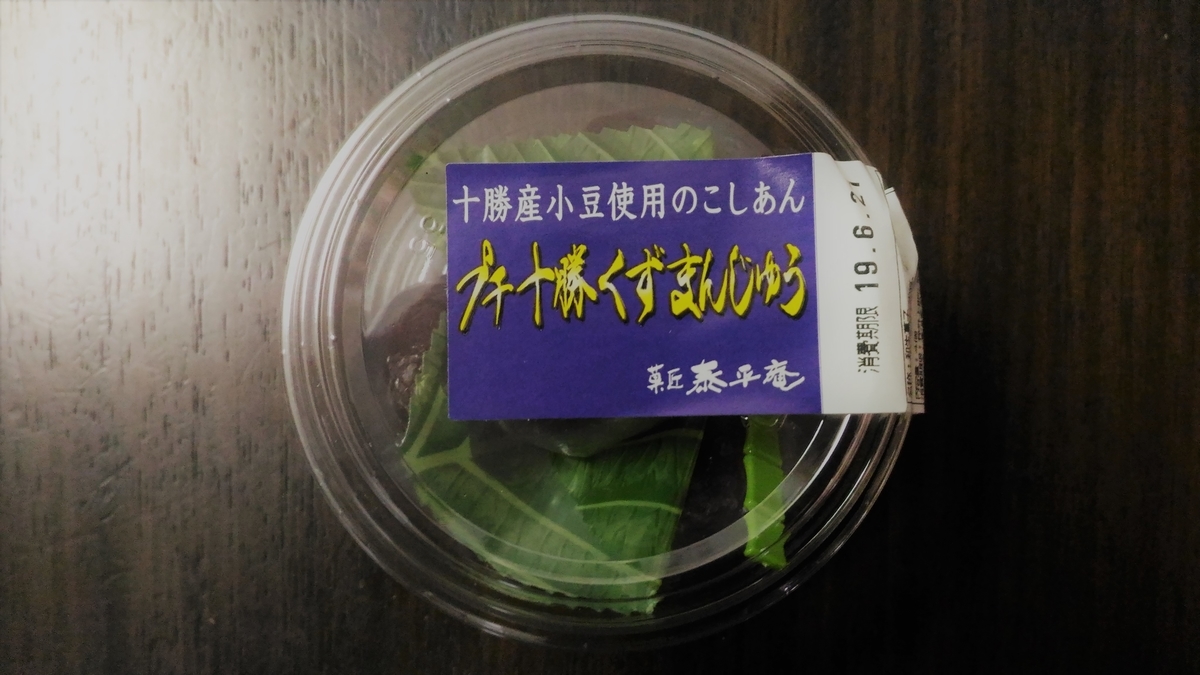 十勝産小豆使用のこしあん
プチ十勝くずまんじゅう
菓匠 泰平庵
消費期限 19.6.21